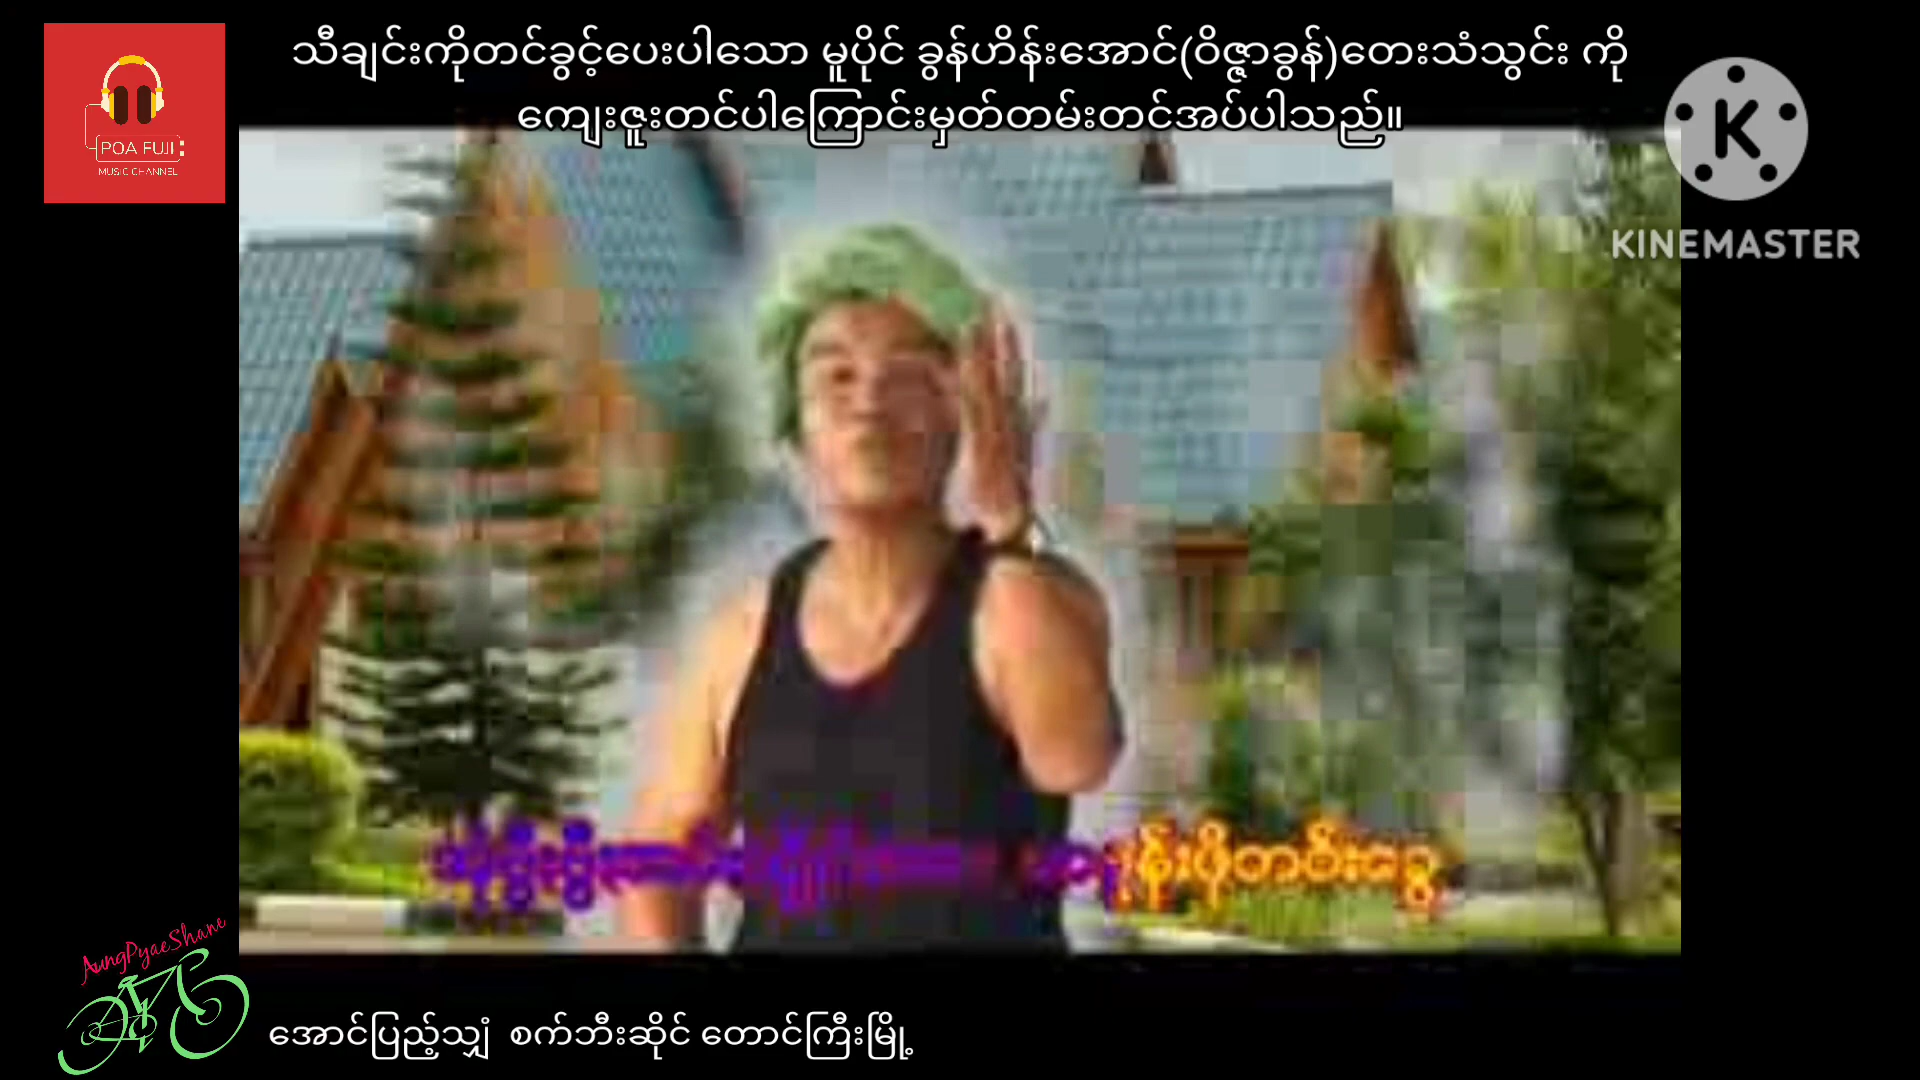 သီချင်းကိုတင်ခွင့်ပေးပါသော မူပိုင် ခွန်ဟိန်းအောင်(ဝိဇ္ဇာခွန်)တေးသံသွင်း ကို
ကျေးဇူးတင်ပါကြောင်းမှတ်တမ်းတင်အပ်ပါသည်။
POA FUJI:
MUSIC CHANNEL
K
KINEMASTER
AungPyaeShane
အောင်ပြည့်သျှံ စက်ဘီးဆိုင် တောင်ကြီးမြို့